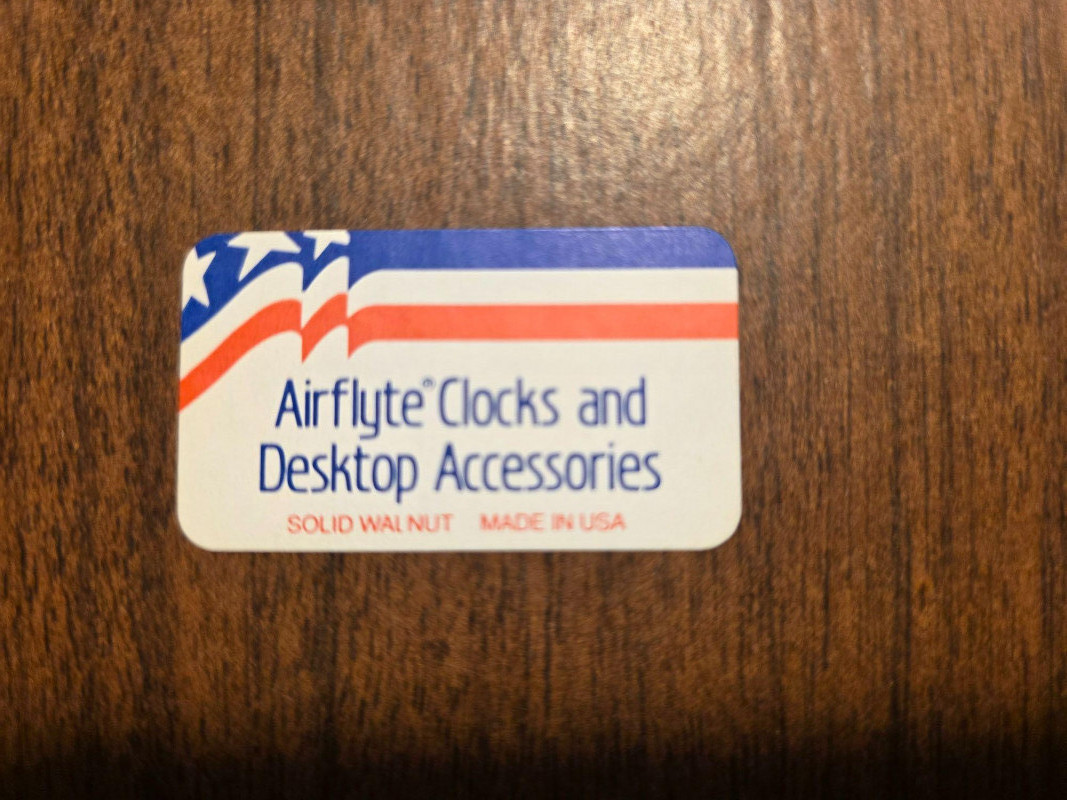 Airflyte® Clocks and
Desktop Accessories
SOLID WALNUT MADE IN USA